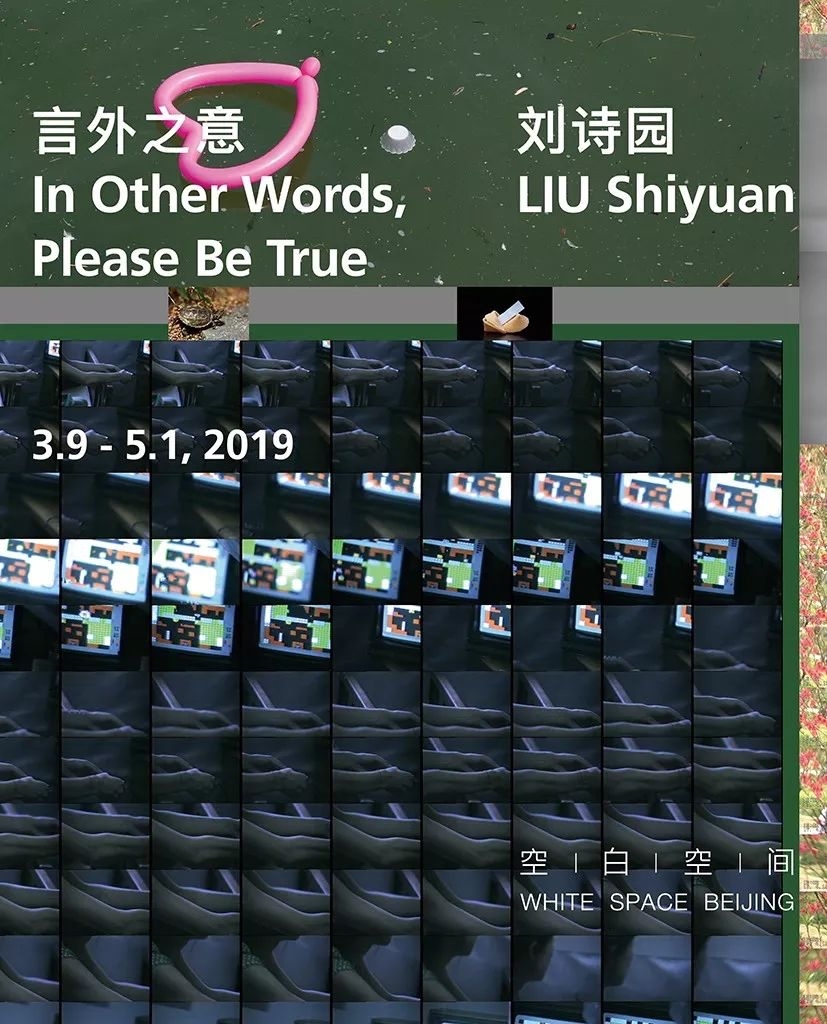 言外之意
In Other Words,
Please Be True
刘诗园
LIU Shiyuan
3.9 - 5.1, 2019
空 | 白 | 空 | 间
WHITE SPACE BEIJING